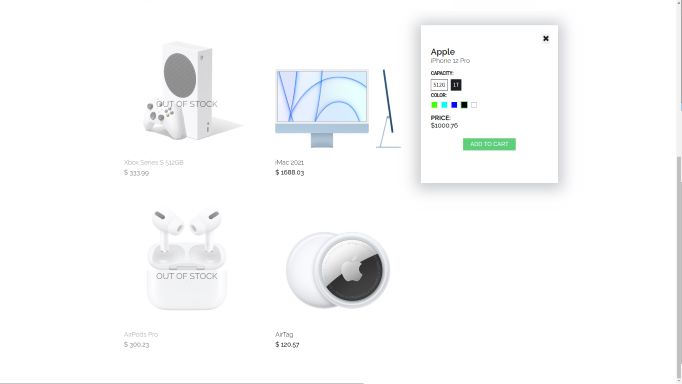 OUT OF STOCK
Xbox Series S 512GB
$ 333.99
iMac 2021
$ 1688.03
✖
Apple
iPhone 12 Pro
CAPACITY:
512G 1T
COLOR:
PRICE:
$1000.76
ADD TO CART
OUT OF STOCK
AirPods Pro
$ 300.23
AirTag
$ 120.57